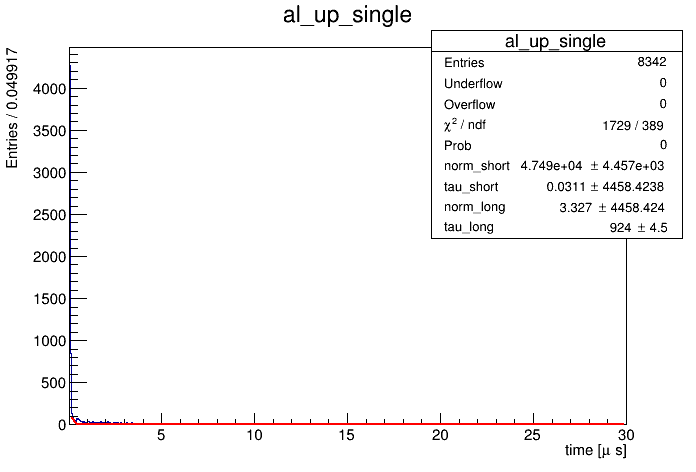 al_up_single
al_up_single
Entries 8342
Underflow 0
Overflow 0
χ² / ndf 1729 / 389
Prob 0
norm_short 4.749e+04 ± 4.457e+03
tau_short 0.0311 ± 4458.4238
norm_long 3.327 ± 4458.424
tau_long 924 ± 4.5
Entries / 0.049917
4000
3500
3000
2500
2000
1500
1000
500
0
5 10 15 20 25 30
time [μ s]